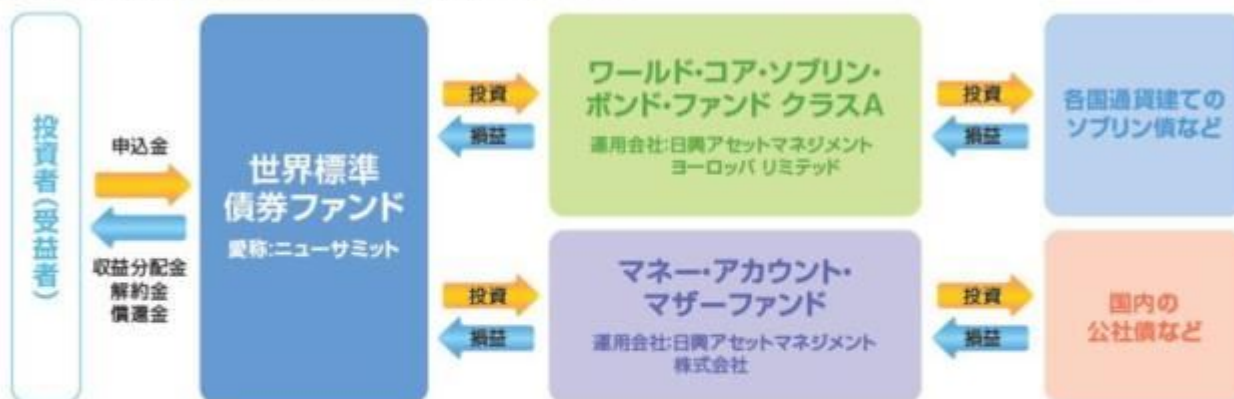 投資者(受益者)
申込金
収益分配金
解約金
償還金
世界標準
債券ファンド
愛称:ニューサミット
投資
損益
ワールド・コア・ソブリン・
ボンド・ファンド クラスA
運用会社:日興アセットマネジメント
ヨーロッパ リミテッド
投資
損益
各国通貨建ての
ソブリン債など
投資
損益
マネー・アカウント・
マザーファンド
運用会社:日興アセットマネジメント
株式会社
投資
損益
国内の
公社債など